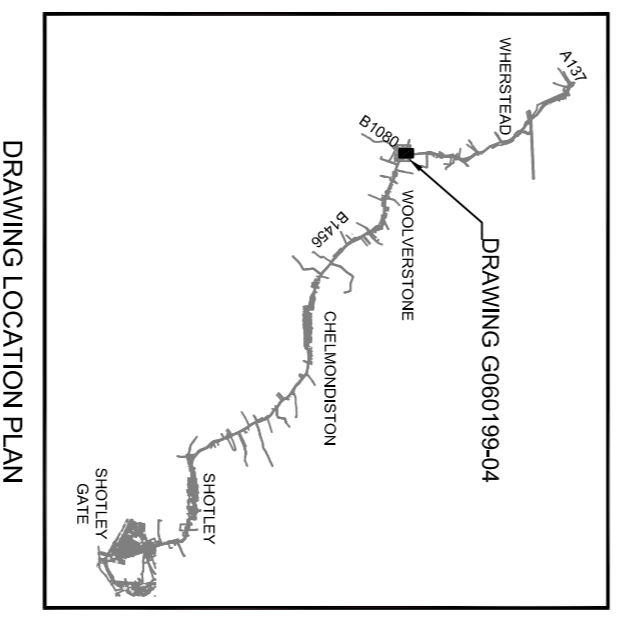 A137
WHERSTEAD
B1080
DRAWING G060199-04
WOOLVERSTONE
B1456
CHELMONDISTON
SHOTLEY
SHOTLEY
GATE
DRAWING LOCATION PLAN